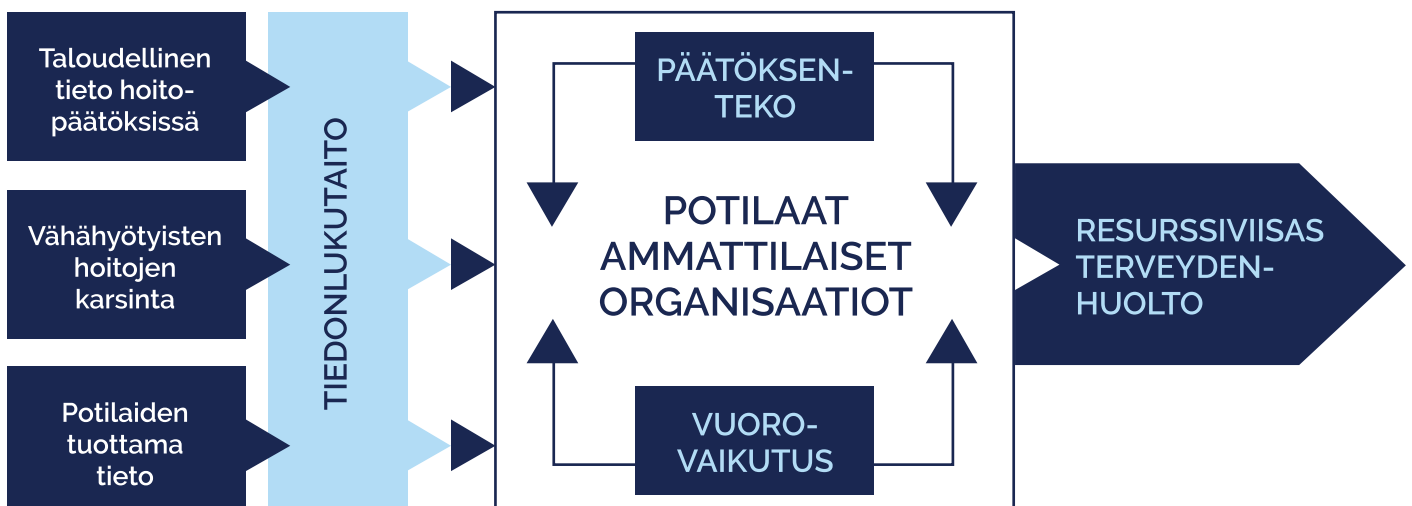 Taloudellinen
tieto hoito-
päätöksissä
Vähähyötyisten
hoitojen
karsinta
Potilaiden
tuottama
tieto
TIEDONLUKUTAITO
PÄÄTÖKSEN-
TEKO
POTILAAT
AMMATTILAISET
ORGANISAATIOT
VUORO-
VAIKUTUS
RESURSSIVIISAS
TERVEYDEN-
HUOLTO